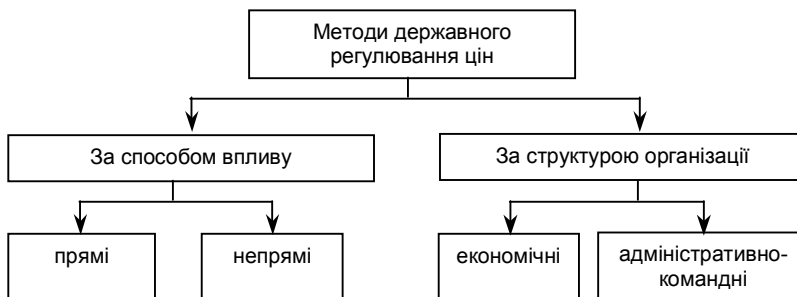 Методи державного
регулювання цін
За способом впливу
За структурою організації
прямі
непрямі
економічні
адміністративно-
командні